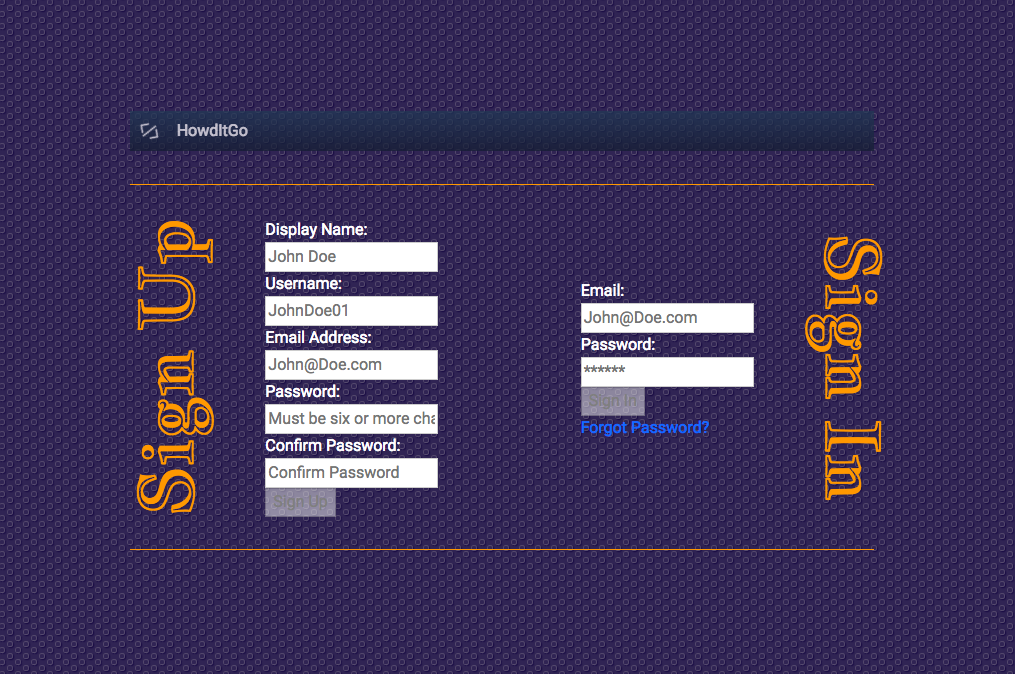 HowdItGo
Sign Up
Display Name:
John Doe
Username:
JohnDoe01
Email Address:
John@Doe.com
Password:
Must be six or more cha
Confirm Password:
Confirm Password
Sign Up
Email:
John@Doe.com
Password:
******
Sign In
Forgot Password?
Sign In